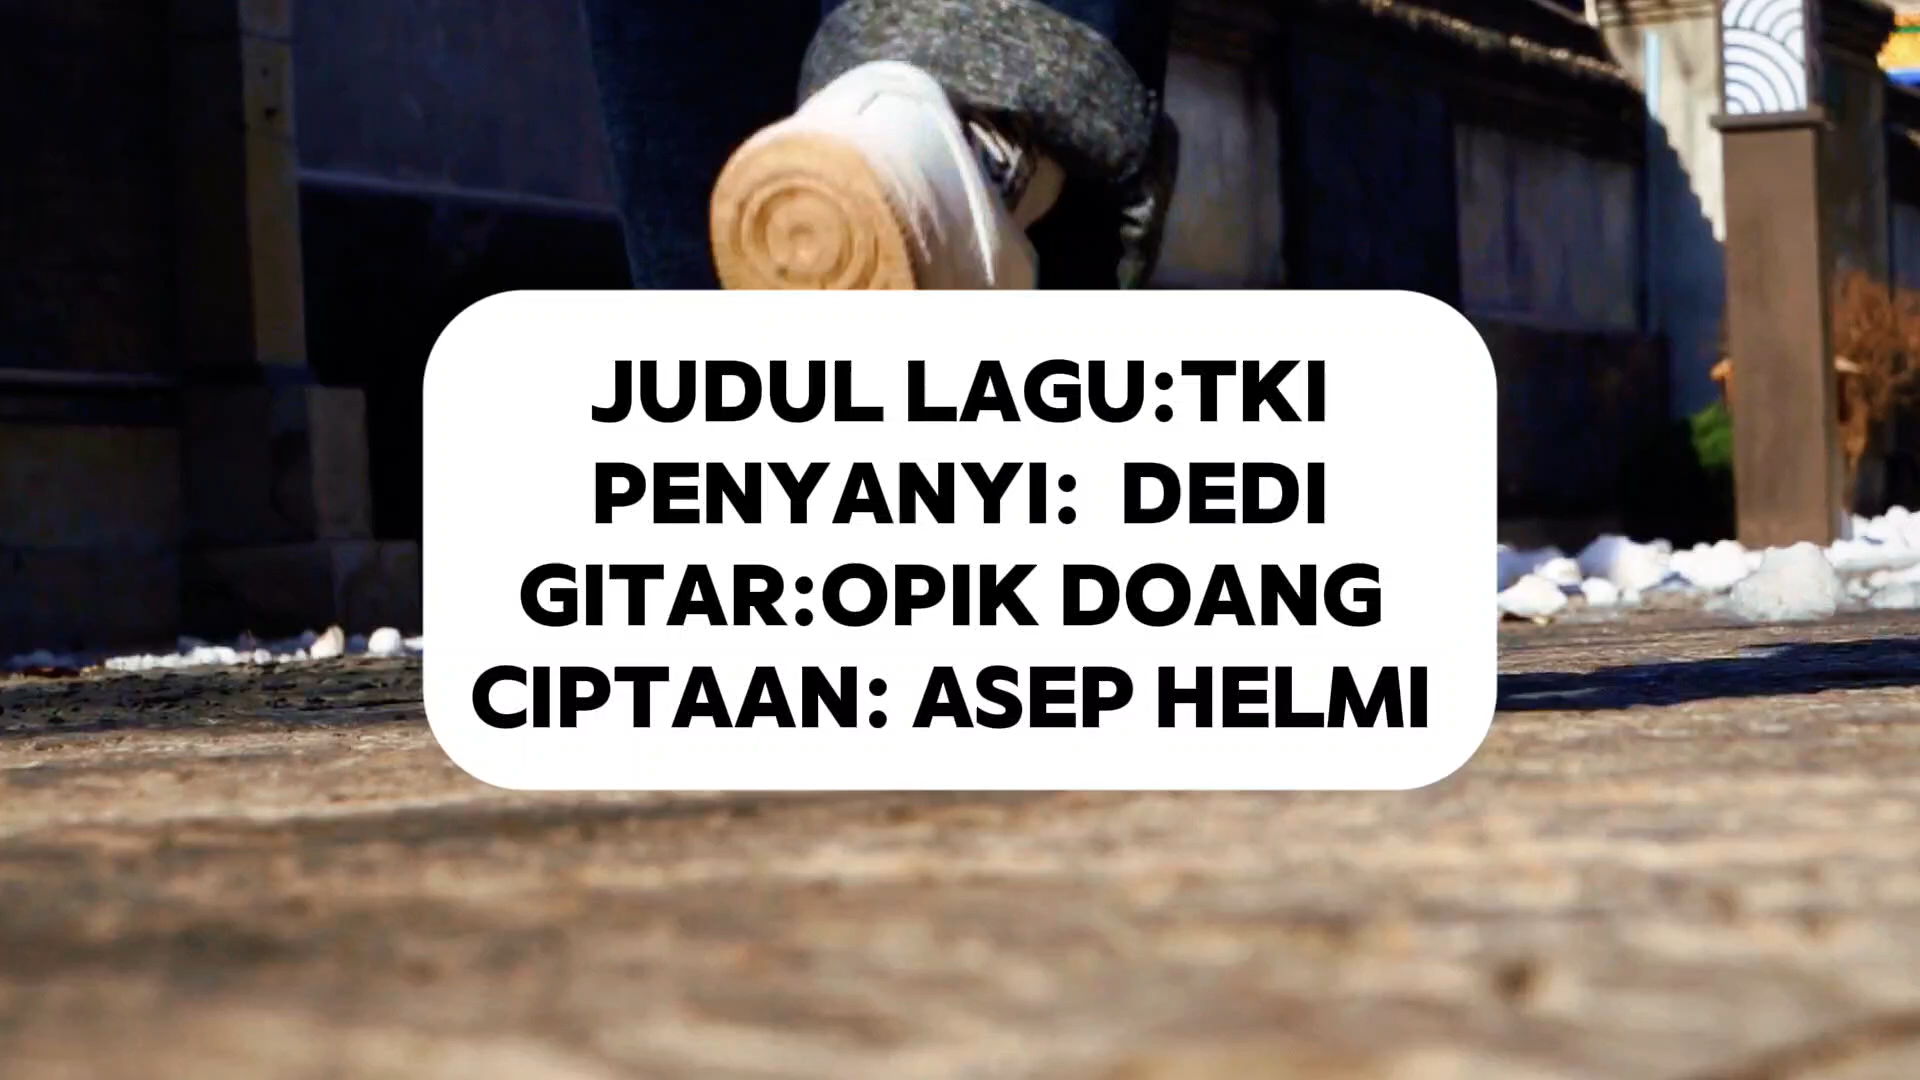 JUDUL LAGU:TKI
PENYANYI: DEDI
GITAR:OPIK DOANG
CIPTAAN: ASEP HELMI